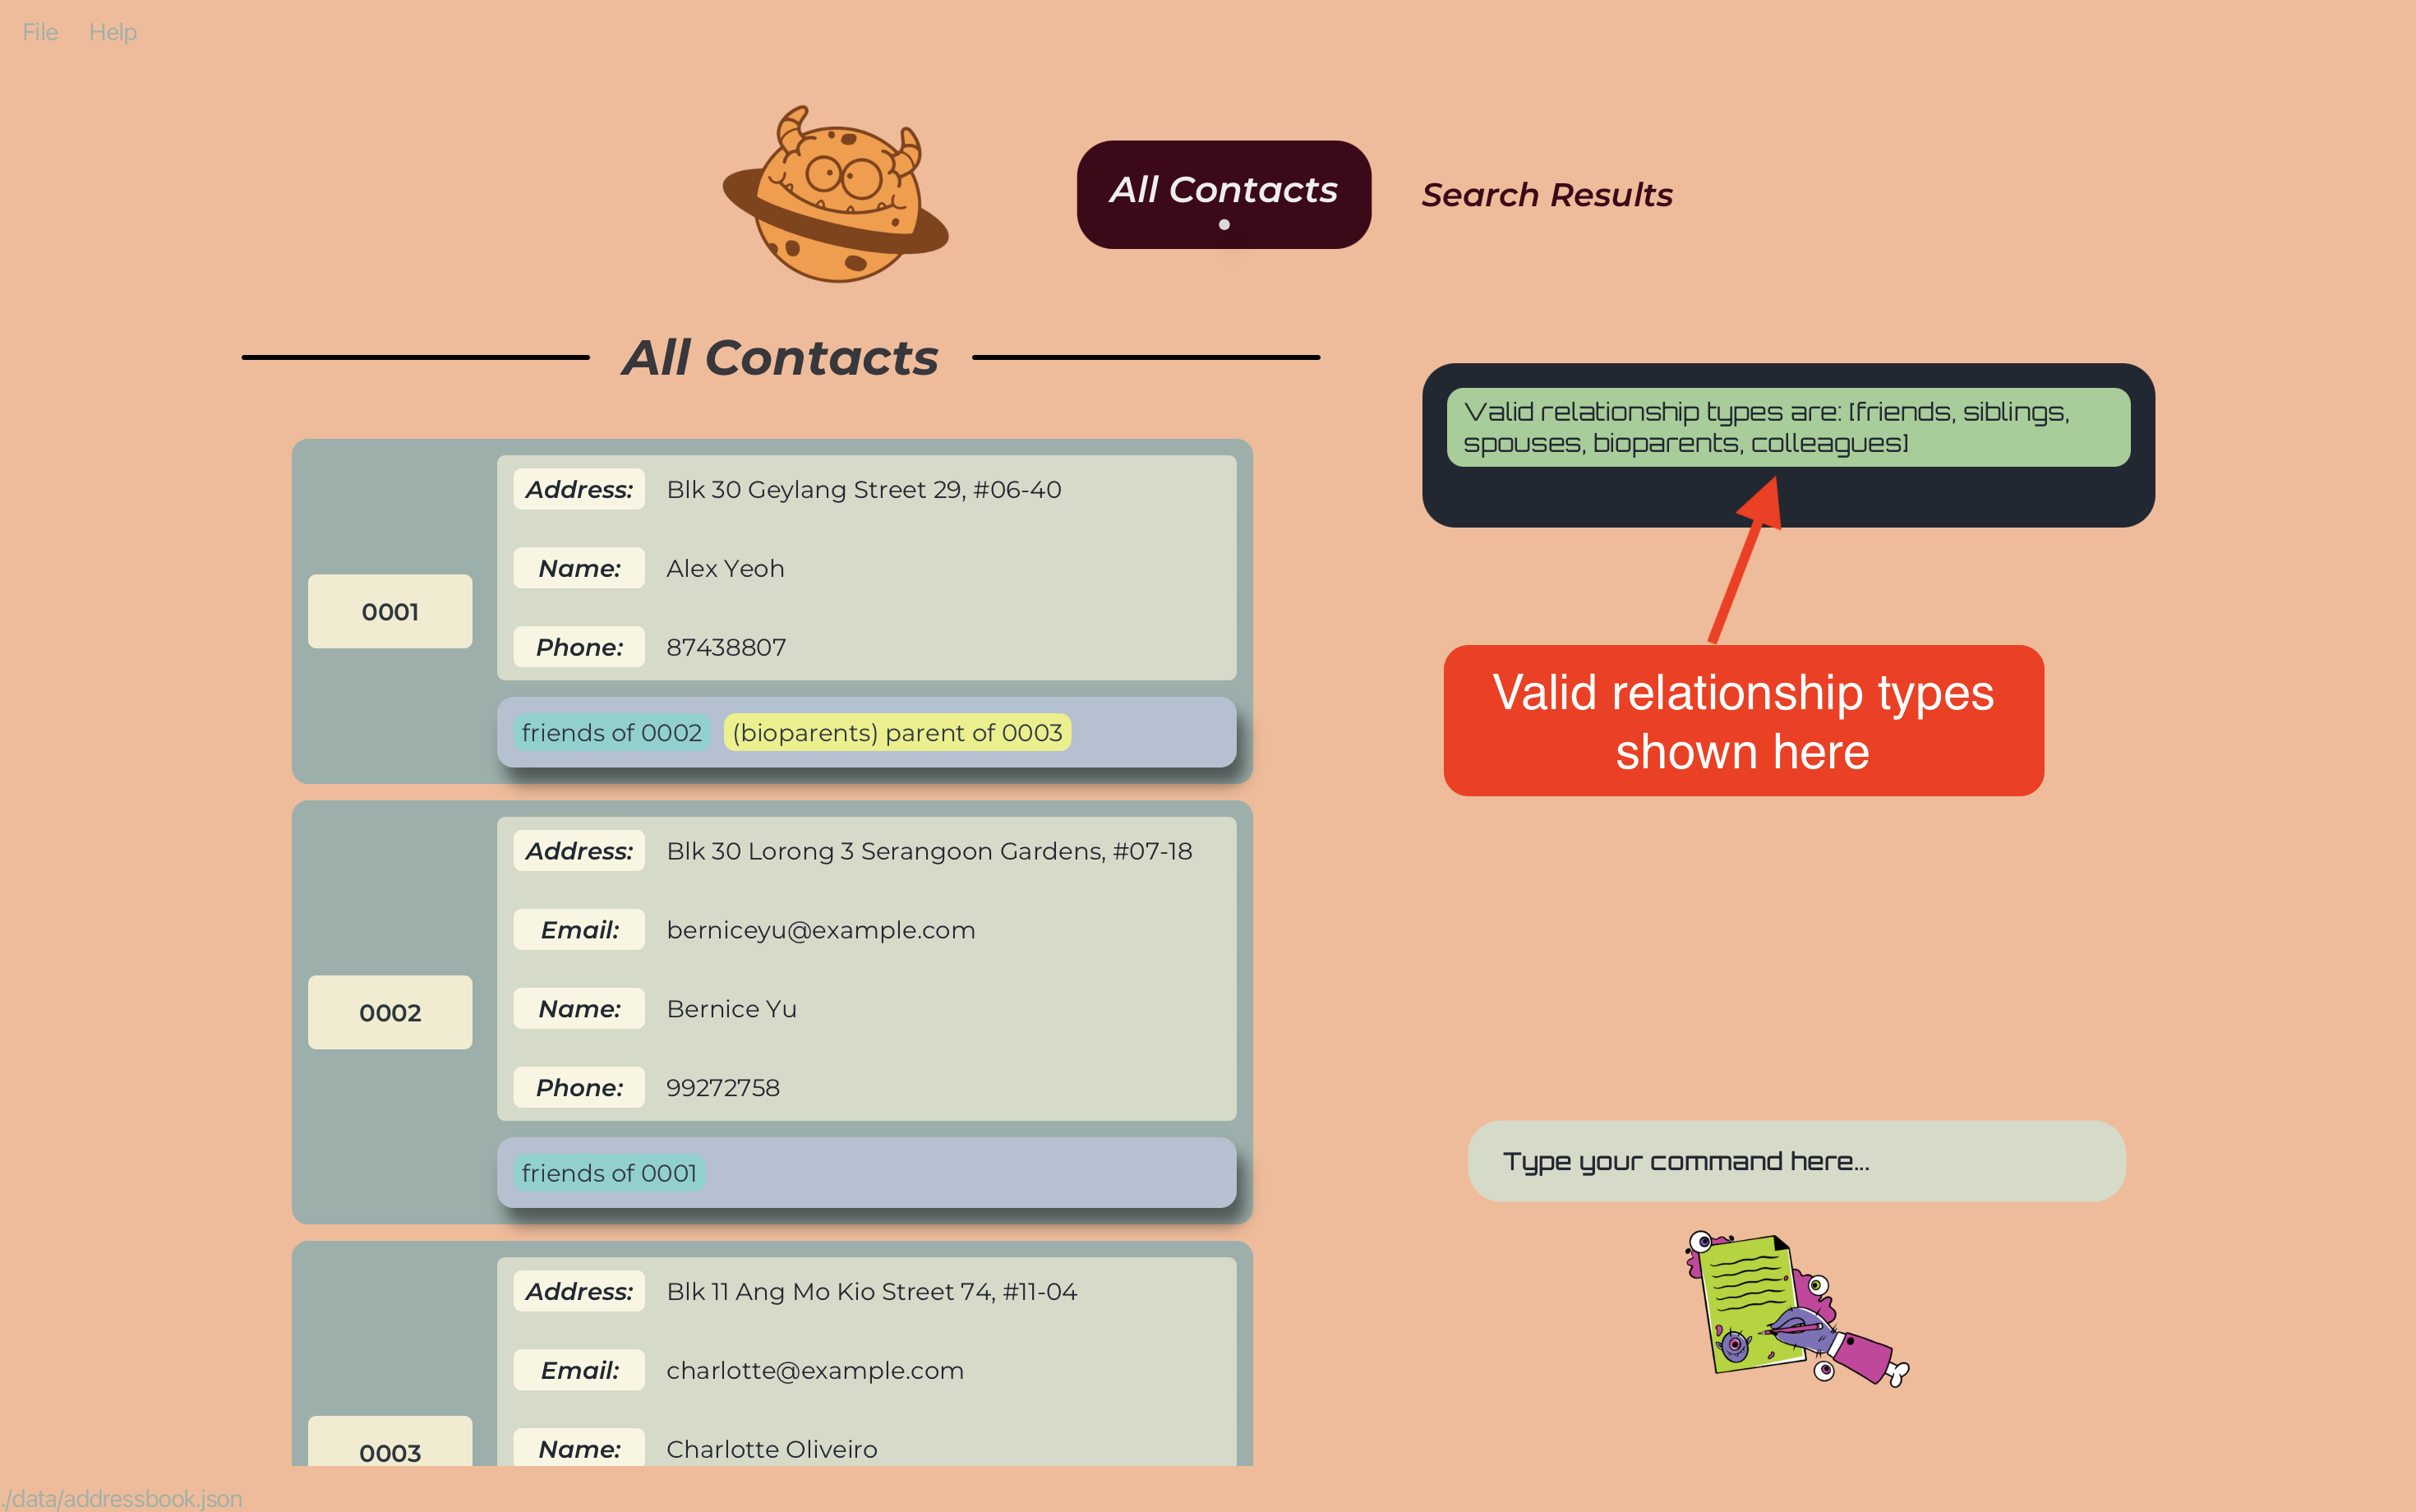 File Help
All Contacts Search Results
All Contacts
Address: Blk 30 Geylang Street 29, #06-40
Name: Alex Yeoh
0001
Phone: 87438807
friends of 0002 (bioparents) parent of 0003
Address: Blk 30 Lorong 3 Serangoon Gardens, #07-18
Email: berniceyu@example.com
0002
Name: Bernice Yu
Phone: 99272758
friends of 0001
Address: Blk 11 Ang Mo Kio Street 74, #11-04
Email: charlotte@example.com
0003
Name: Charlotte Oliveiro
Valid relationship types are: [friends, siblings,
spouses, bioparents, colleagues]
Valid relationship types
shown here
Type your command here...
./data/addressbook.json